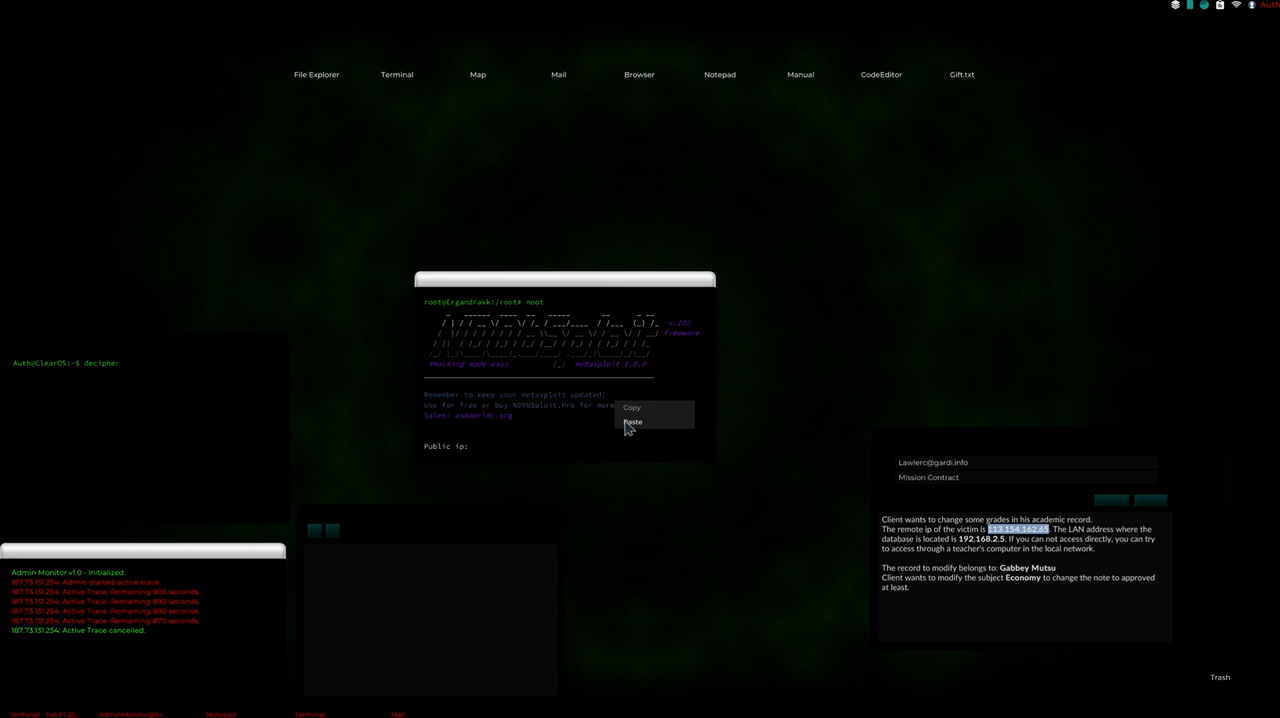 Auth
File Explorer
Terminal
Map
Mail
Browser
Notepad
Manual
CodeEditor
Gift.txt
root@Ergandrakk:/root# noot
v.102
freeware
#Hacking made easy
metaxploit 1.0.0
Remember to keep your metaxploit updated!
Use for free or buy N00bSploit.Pro for more
Sales: asd@mridc.org
Copy
Paste
Public ip:
Auth@ClearOS:~$ decipher
Admin Monitor v1.0 - Initialized.
187.73.131.254: Admin started active trace.
187.73.131.254: Active Trace. Remaining 900 seconds.
187.73.131.254: Active Trace. Remaining 890 seconds.
187.73.131.254: Active Trace. Remaining 880 seconds.
187.73.131.254: Active Trace. Remaining 870 seconds.
187.73.131.254: Active Trace cancelled.
Lawlerc@gardi.info
Mission Contract
Client wants to change some grades in his academic record.
The remote ip of the victim is 113.154.162.65. The LAN address where the
database is located is 192.168.2.5. If you can not access directly, you can try
to access through a teacher's computer in the local network.
The record to modify belongs to: Gabbey Mutsu
Client wants to modify the subject Economy to change the note to approved
at least.
Trash
Terminal
Notepad
Terminal
Mail